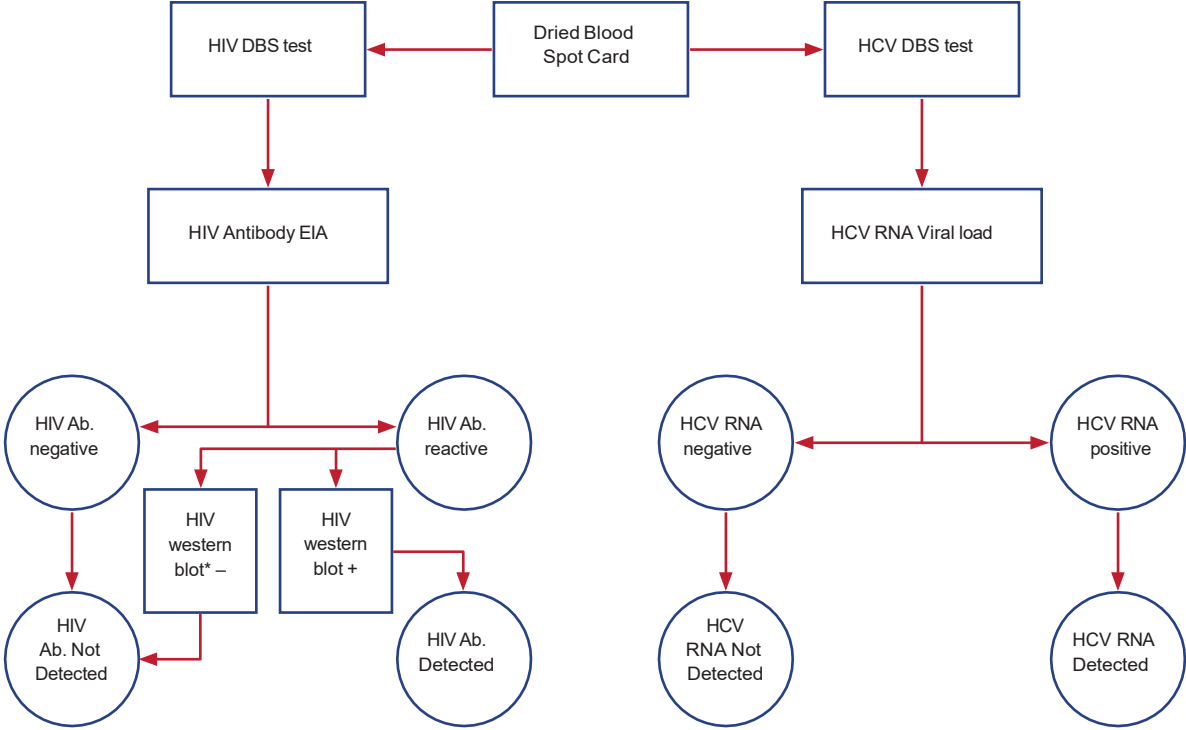 HIV DBS test
Dried Blood
Spot Card
HCV DBS test
HIV Antibody EIA
HCV RNA Viral load
HIV Ab.
negative
HIV Ab.
reactive
HCV RNA
negative
HCV RNA
positive
HIV
western
blot* –
HIV
western
blot +
HIV
Ab. Not
Detected
HIV Ab.
Detected
HCV
RNA Not
Detected
HCV RNA
Detected